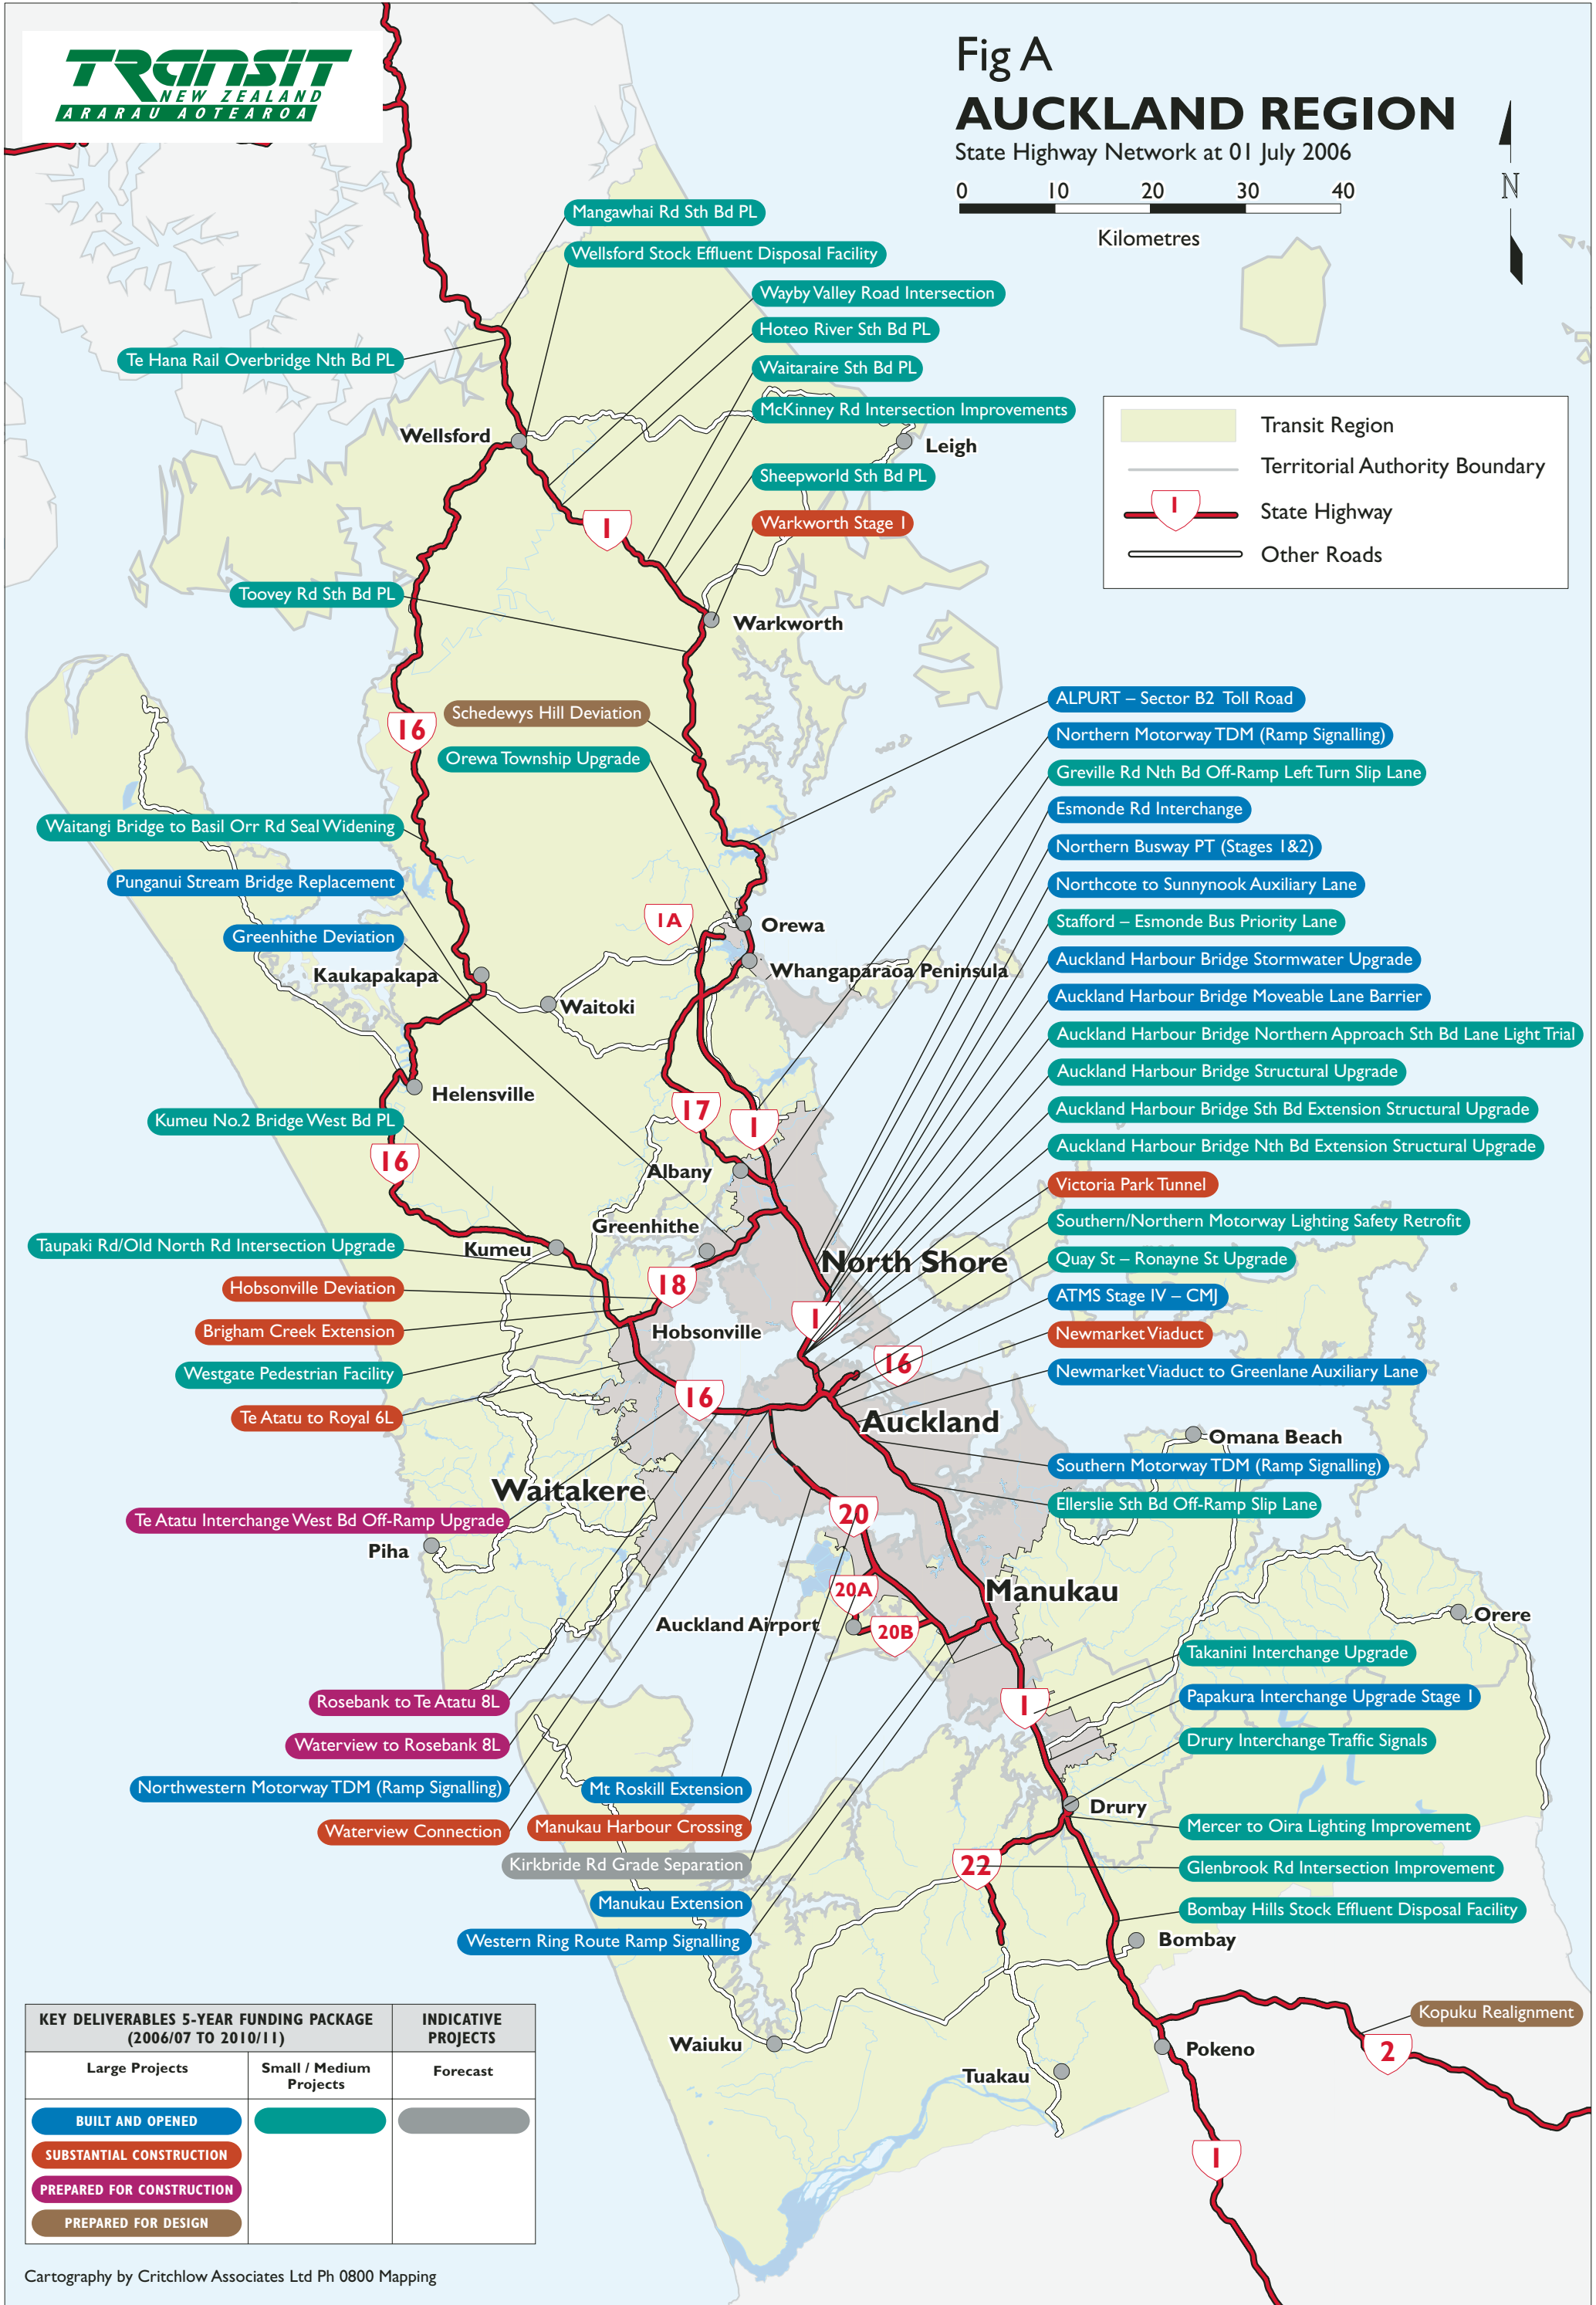 TRANSIT
NEW ZEALAND
ARARAU AOTEAROA
Fig A
AUCKLAND REGION
State Highway Network at 01 July 2006
0 10 20 30 40
Kilometres
N
Transit Region
Territorial Authority Boundary
1 State Highway
Other Roads
Mangawhai Rd Sth Bd PL
Wellsford Stock Effluent Disposal Facility
Wayby Valley Road Intersection
Hoteo River Sth Bd PL
Te Hana Rail Overbridge Nth Bd PL
Waitaraire Sth Bd PL
McKinney Rd Intersection Improvements
Wellsford
Leigh
Sheepworld Sth Bd PL
1
Warkworth Stage 1
Toovey Rd Sth Bd PL
Warkworth
16
Schedewys Hill Deviation
Orewa Township Upgrade
Waitangi Bridge to Basil Orr Rd Seal Widening
Punganui Stream Bridge Replacement
Greenhithe Deviation
1A
Orewa
Kaukapakapa
Whangaparaoa Peninsula
Waitoki
Helensville
Kumeu No.2 Bridge West Bd PL
17
1
16
Albany
Greenhithe
Taupaki Rd/Old North Rd Intersection Upgrade
Kumeu
North Shore
Hobsonville Deviation
18
Brigham Creek Extension
1
Hobsonville
Westgate Pedestrian Facility
16
Te Atatu to Royal 6L
16
ALPURT – Sector B2 Toll Road
Northern Motorway TDM (Ramp Signalling)
Greville Rd Nth Bd Off-Ramp Left Turn Slip Lane
Esmonde Rd Interchange
Northern Busway PT (Stages 1&2)
Northcote to Sunnynook Auxiliary Lane
Stafford – Esmonde Bus Priority Lane
Auckland Harbour Bridge Stormwater Upgrade
Auckland Harbour Bridge Moveable Lane Barrier
Auckland Harbour Bridge Northern Approach Sth Bd Lane Light Trial
Auckland Harbour Bridge Structural Upgrade
Auckland Harbour Bridge Sth Bd Extension Structural Upgrade
Auckland Harbour Bridge Nth Bd Extension Structural Upgrade
Victoria Park Tunnel
Southern/Northern Motorway Lighting Safety Retrofit
Quay St – Ronayne St Upgrade
ATMS Stage IV – CMJ
Newmarket Viaduct
Newmarket Viaduct to Greenlane Auxiliary Lane
Auckland
Omana Beach
Southern Motorway TDM (Ramp Signalling)
Waitakere
Ellerslie Sth Bd Off-Ramp Slip Lane
Te Atatu Interchange West Bd Off-Ramp Upgrade
20
Piha
20A
Manukau
Auckland Airport
20B
Orere
Takanini Interchange Upgrade
Rosebank to Te Atatu 8L
1
Papakura Interchange Upgrade Stage 1
Waterview to Rosebank 8L
Drury Interchange Traffic Signals
Northwestern Motorway TDM (Ramp Signalling)
Mt Roskill Extension
Drury
Waterview Connection
Manukau Harbour Crossing
Mercer to Oira Lighting Improvement
Kirkbride Rd Grade Separation
22
Glenbrook Rd Intersection Improvement
Manukau Extension
Bombay Hills Stock Effluent Disposal Facility
Western Ring Route Ramp Signalling
Bombay
Kopuku Realignment
Waiuku
Pokeno
2
Tuakau
1
KEY DELIVERABLES 5-YEAR FUNDING PACKAGE
(2006/07 TO 2010/11)
INDICATIVE
PROJECTS
Large Projects
Small / Medium
Projects
Forecast
BUILT AND OPENED
SUBSTANTIAL CONSTRUCTION
PREPARED FOR CONSTRUCTION
PREPARED FOR DESIGN
Cartography by Critchlow Associates Ltd Ph 0800 Mapping